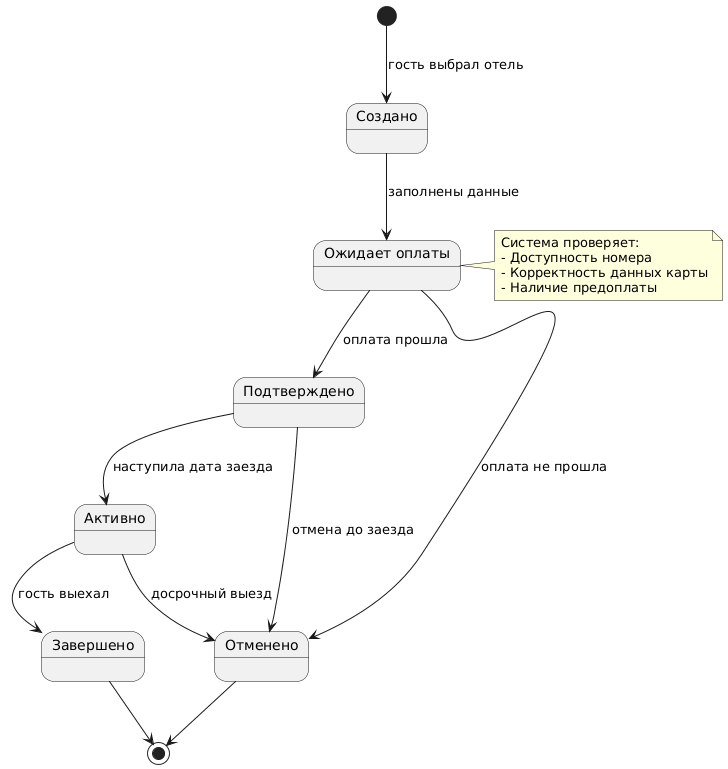 гость выбрал отель
Создано
заполнены данные
Ожидает оплаты
Система проверяет:
- Доступность номера
- Корректность данных карты
- Наличие предоплаты
оплата прошла
Подтверждено
наступила дата заезда
оплата не прошла
Активно
отмена до заезда
гость выехал
досрочный выезд
Завершено
Отменено